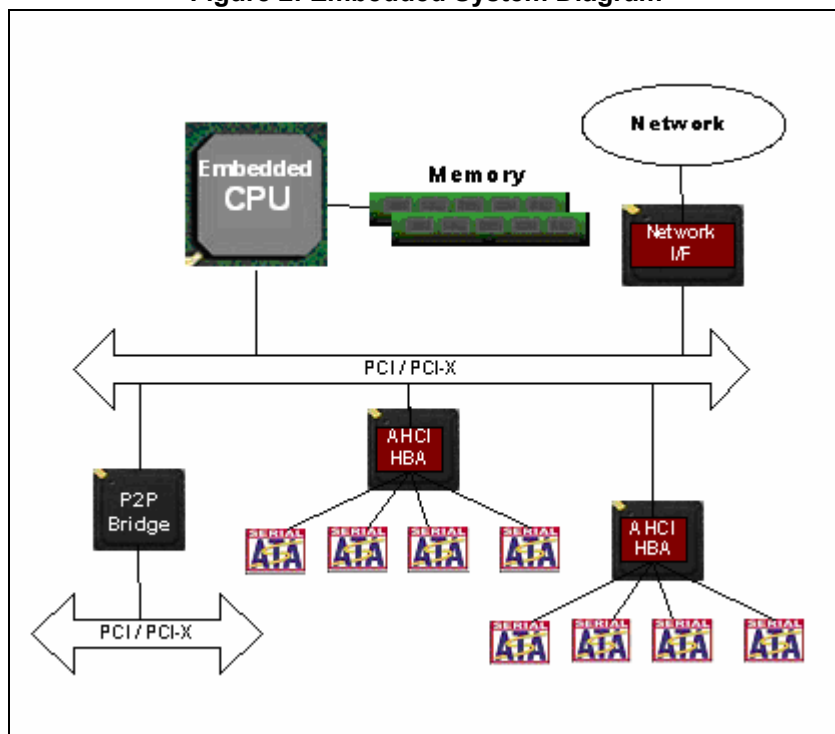 Figure 2: Embedded System Diagram
Embedded
CPU
Memory
Network
Network
I/F
PCI / PCI-X
AHCI
HBA
P2P
Bridge
AHCI
HBA
SERIAL
ATA
SERIAL
ATA
SERIAL
ATA
SERIAL
ATA
PCI / PCI-X
SERIAL
ATA
SERIAL
ATA
SERIAL
ATA
SERIAL
ATA